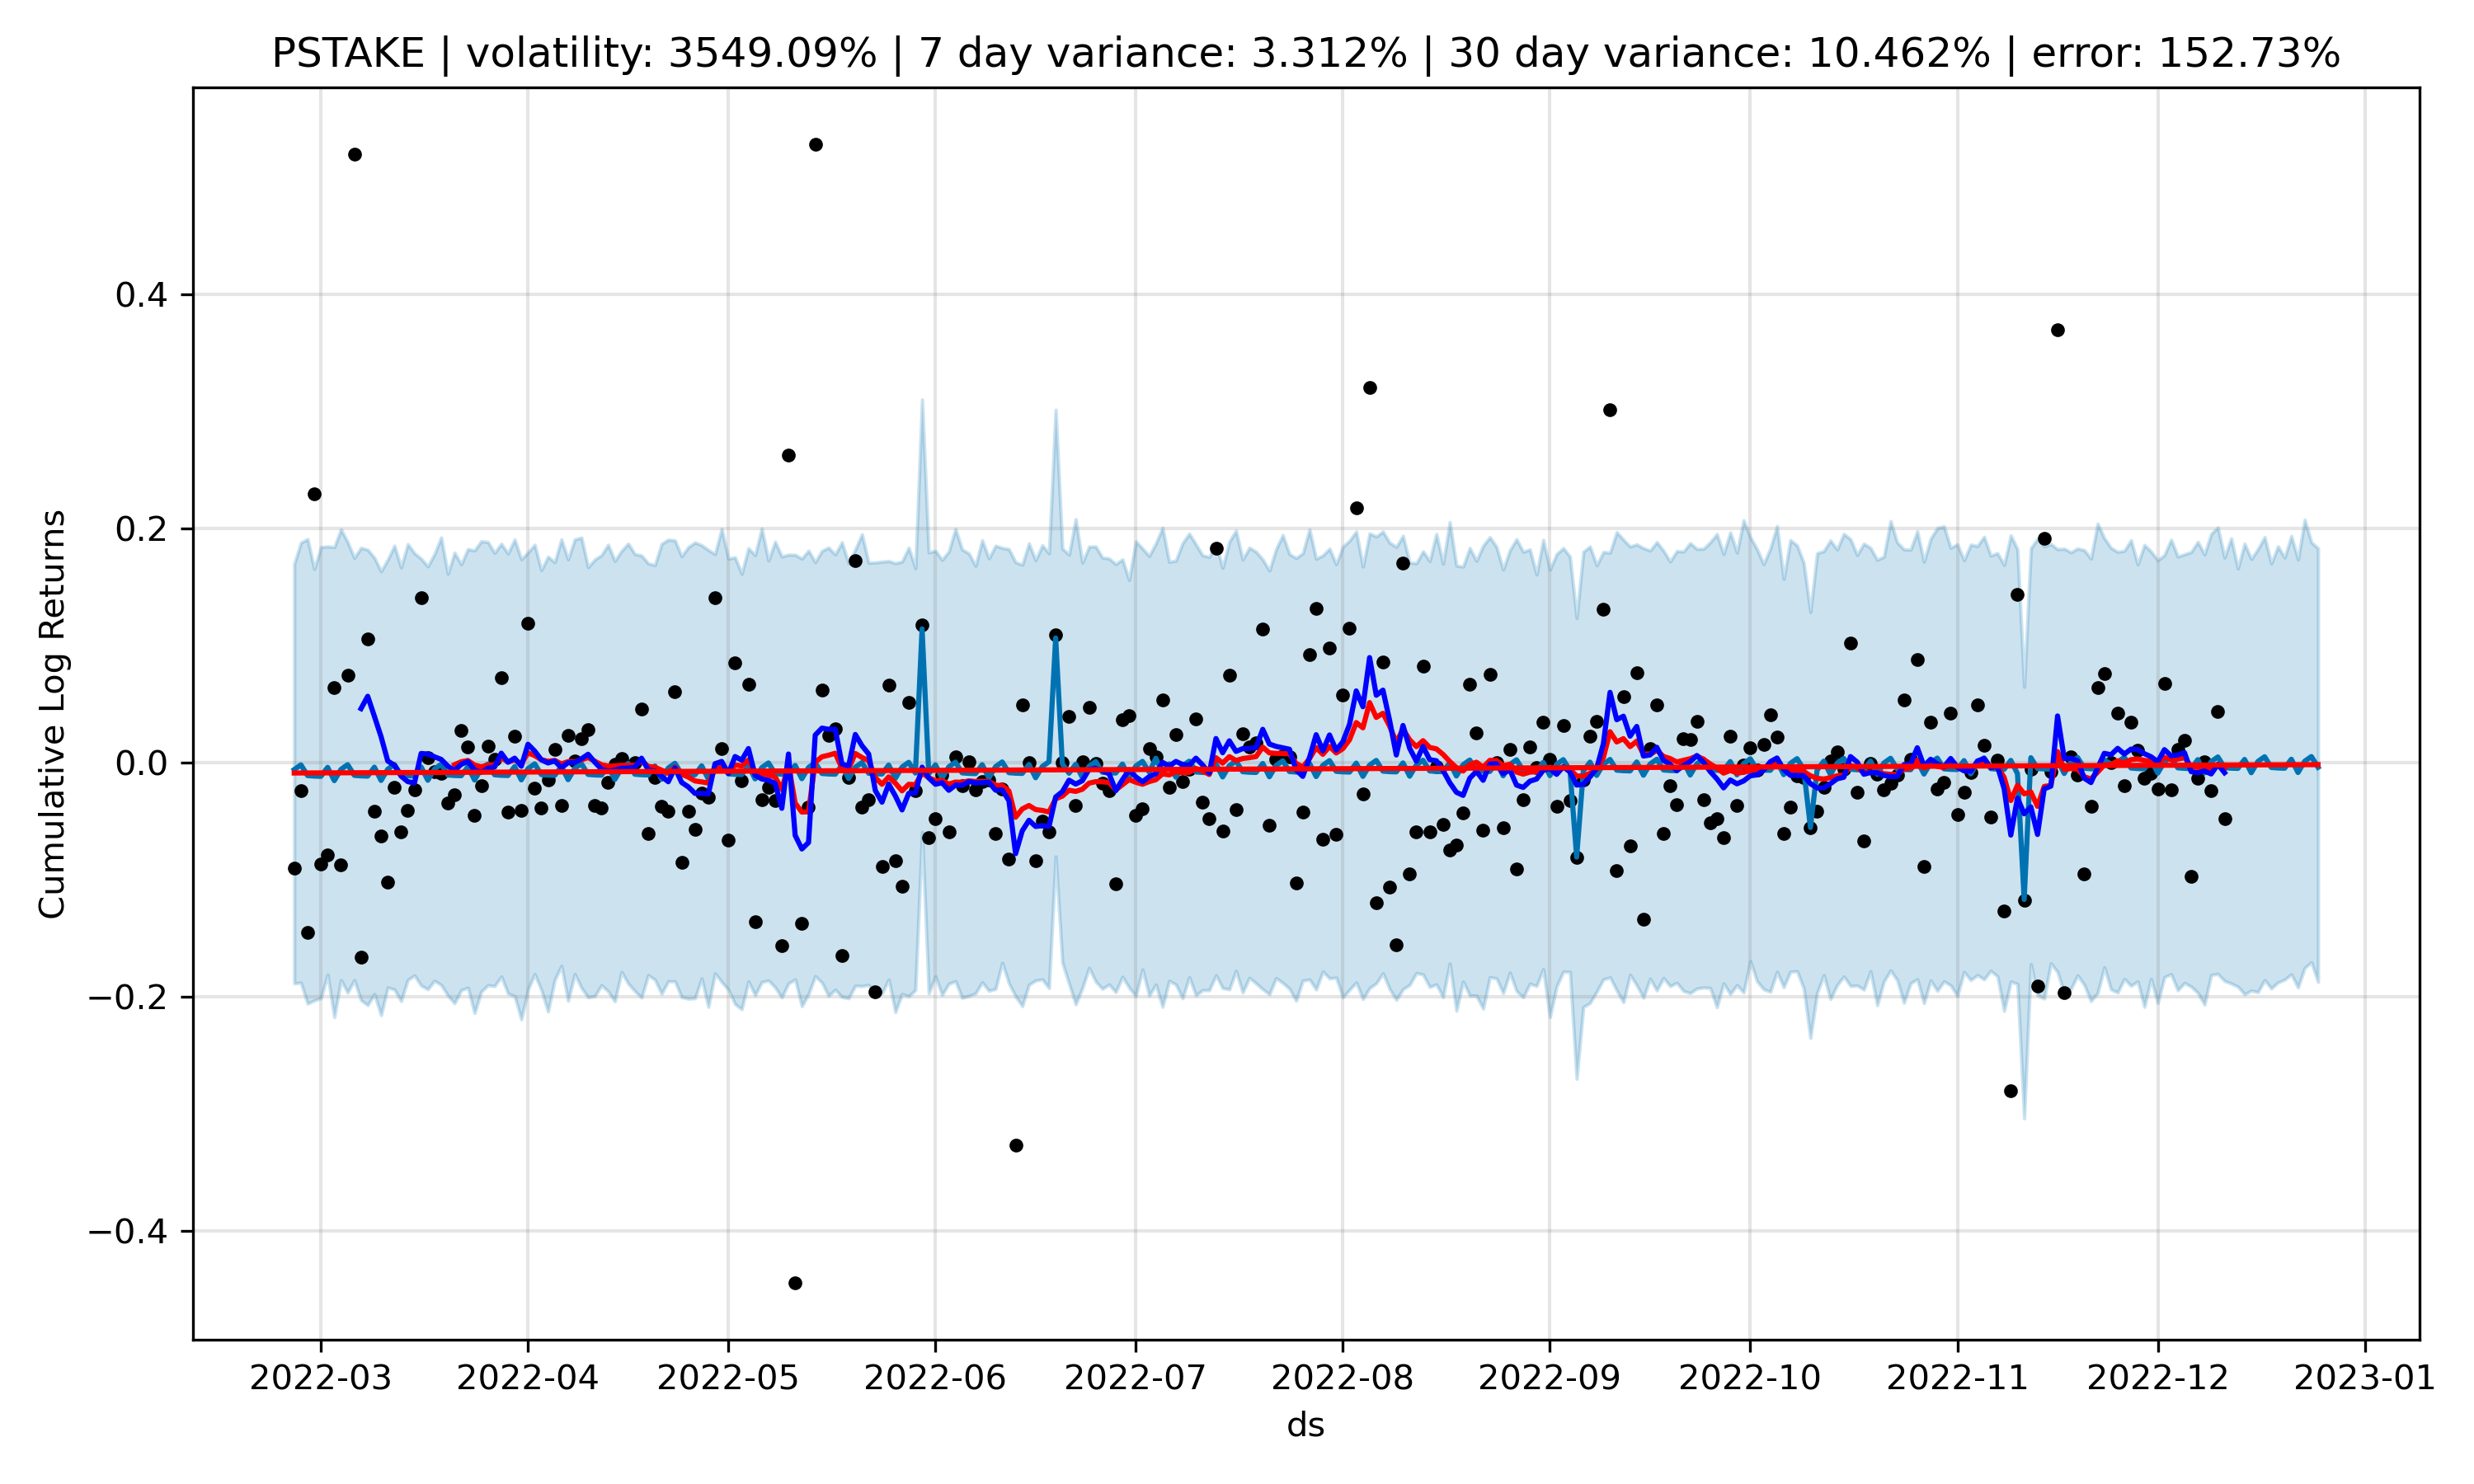 PSTAKE | volatility: 3549.09% | 7 day variance: 3.312% | 30 day variance: 10.462% | error: 152.73%
Cumulative Log Returns
0.4
0.2
0.0
−0.2
−0.4
2022-03 2022-04 2022-05 2022-06 2022-07 2022-08 2022-09 2022-10 2022-11 2022-12 2023-01
ds